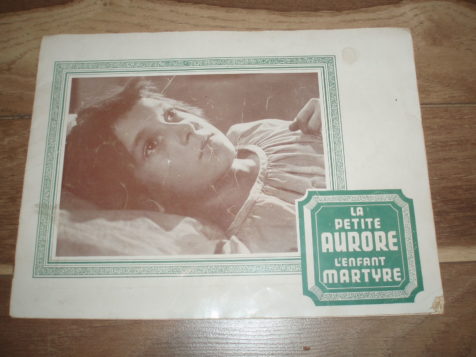 LA
PETITE
AURORE
L'ENFANT
MARTYRE